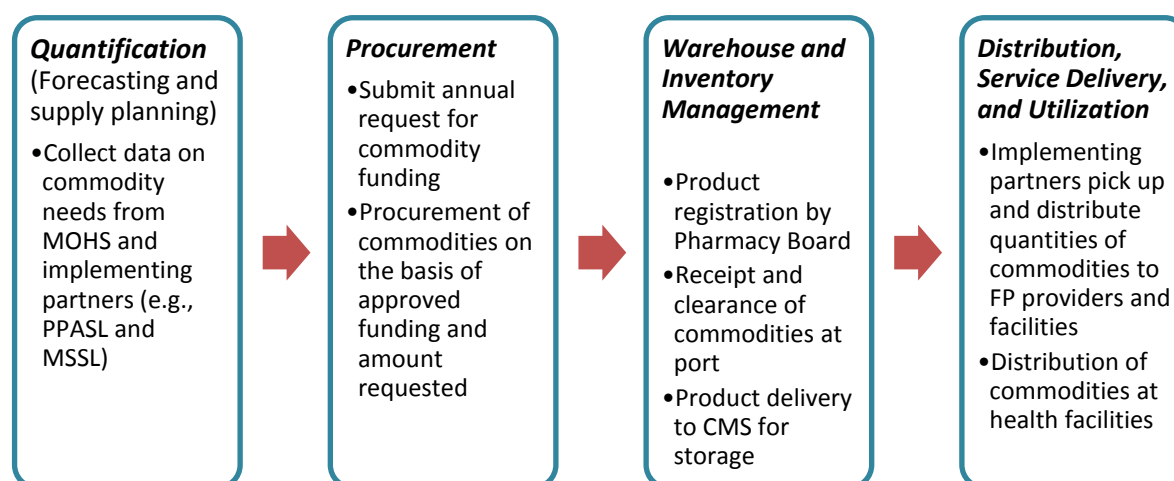 Quantification
(Forecasting and
supply planning)
•Collect data on
commodity
needs from
MOHS and
implementing
partners (e.g.,
PPASL and
MSSL)
Procurement
•Submit annual
request for
commodity
funding
•Procurement of
commodities on
the basis of
approved
funding and
amount
requested
Warehouse and
Inventory
Management
•Product
registration by
Pharmacy Board
•Receipt and
clearance of
commodities at
port
•Product delivery
to CMS for
storage
Distribution,
Service Delivery,
and Utilization
•Implementing
partners pick up
and distribute
quantities of
commodities to
FP providers and
facilities
•Distribution of
commodities at
health facilities